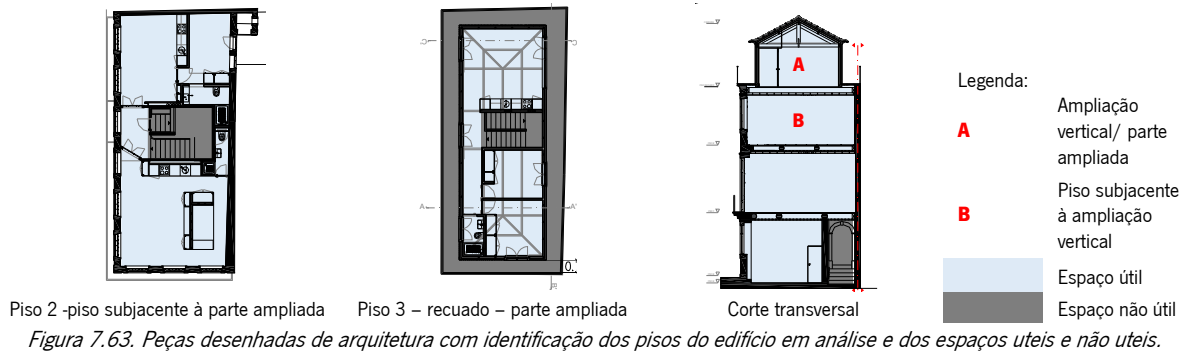 A
B
Legenda:
A
Ampliação
vertical/ parte
ampliada
B
Piso subjacente
à ampliação
vertical
Espaço útil
Espaço não útil
C
C'
A
A'
0.
Piso 2 -piso subjacente à parte ampliada
Piso 3 – recuado – parte ampliada
Corte transversal
Figura 7.63. Peças desenhadas de arquitetura com identificação dos pisos do edifício em análise e dos espaços uteis e não uteis.